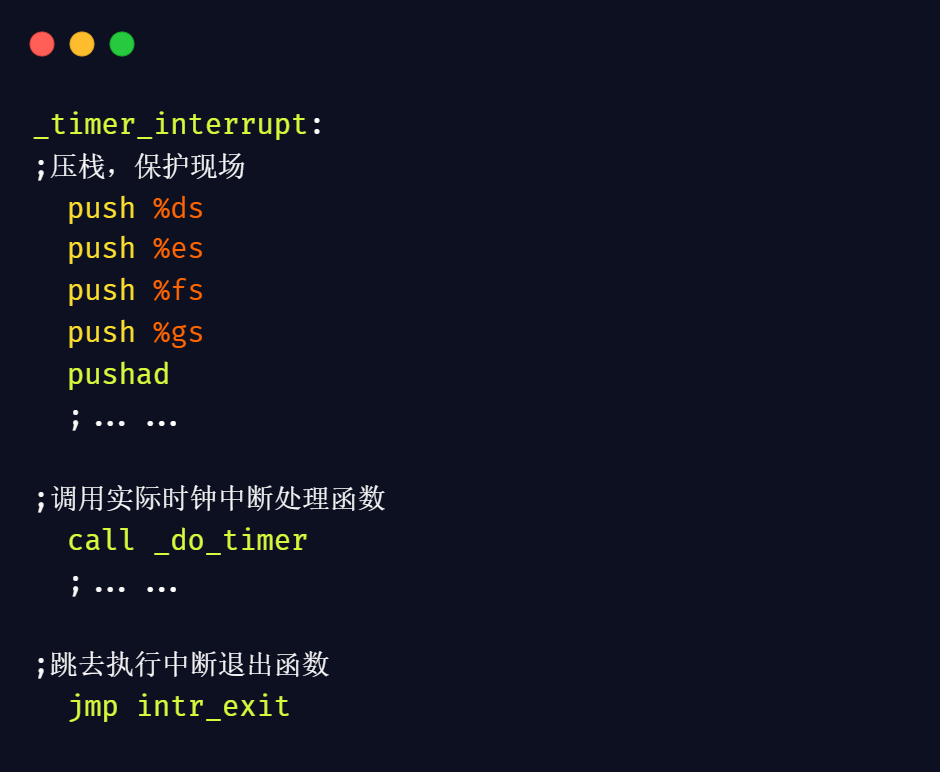 _timer_interrupt:
;压栈，保护现场
push %ds
push %es
push %fs
push %gs
pushad
;... ...
;调用实际时钟中断处理函数
call _do_timer
;... ...
;跳去执行中断退出函数
jmp intr_exit